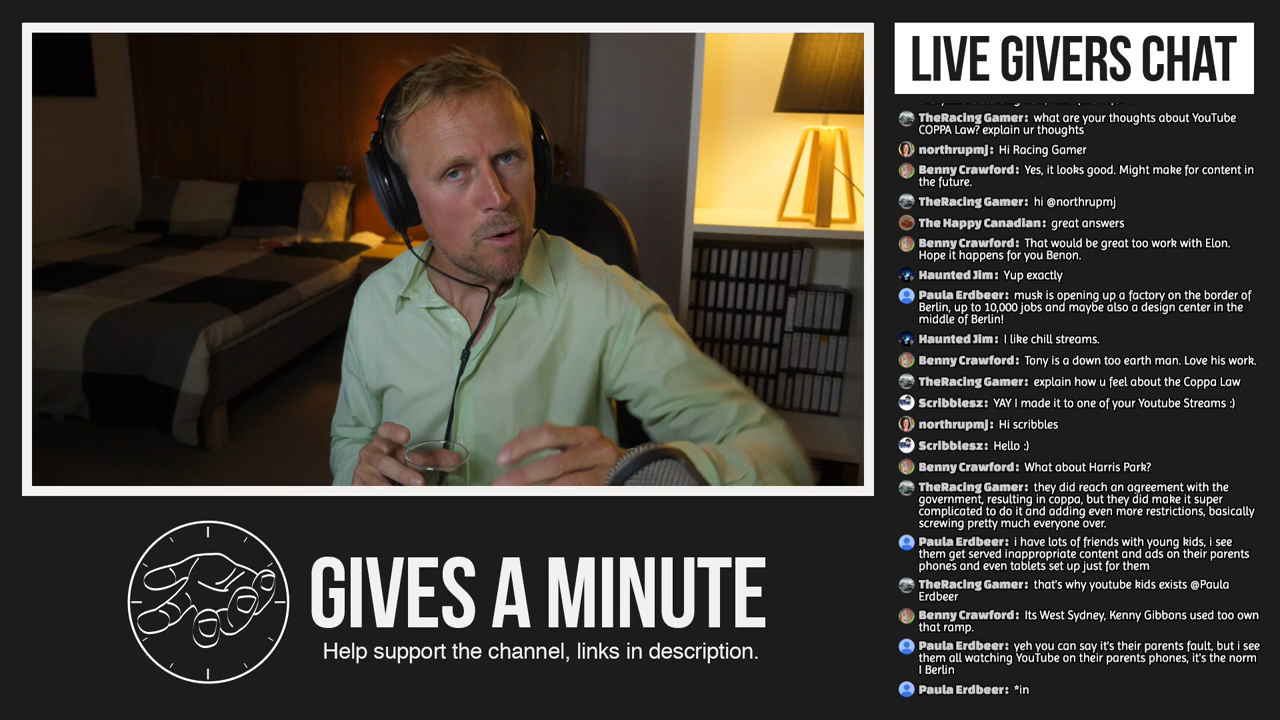 LIVE GIVERS CHAT
TheRacing Gamer: what are your thoughts about YouTube
COPPA Law? explain ur thoughts
northrupmj: Hi Racing Gamer
Benny Crawford: Yes, it looks good. Might make for content in
the future.
TheRacing Gamer: hi @northrupmj
The Happy Canadian: great answers
Benny Crawford: That would be great too work with Elon.
Hope it happens for you Benon.
Haunted Jim: Yup exactly
Paula Erdbeer: musk is opening up a factory on the border of
Berlin, up to 10,000 jobs and maybe also a design center in the
middle of Berlin!
Haunted Jim: I like chill streams.
Benny Crawford: Tony is a down too earth man. Love his work.
TheRacing Gamer: explain how u feel about the Coppa Law
Scribblesz: YAY I made it to one of your Youtube Streams :)
northrupmj: Hi scribbles
Scribblesz: Hello :)
Benny Crawford: What about Harris Park?
TheRacing Gamer: they did reach an agreement with the
government, resulting in coppa, but they did make it super
complicated to do it and adding even more restrictions, basically
screwing pretty much everyone over.
Paula Erdbeer: i have lots of friends with young kids, i see
them get served inappropriate content and ads on their parents
phones and even tablets set up just for them
TheRacing Gamer: that's why youtube kids exists @Paula
Erdbeer
Benny Crawford: Its West Sydney, Kenny Gibbons used too own
that ramp.
Paula Erdbeer: yeh you can say it's their parents fault, but i see
them all watching YouTube on their parents phones, it's the norm
I Berlin
Paula Erdbeer: *in
GIVES A MINUTE
Help support the channel, links in description.